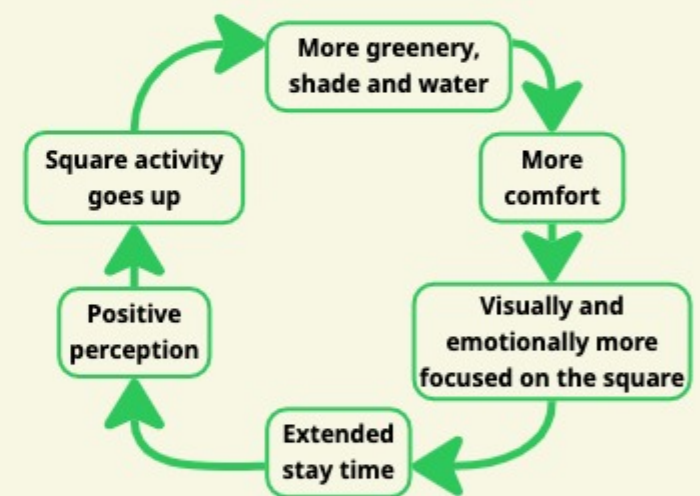 More greenery,
shade and water
More
comfort
Visually and
emotionally more
focused on the square
Extended
stay time
Positive
perception
Square activity
goes up